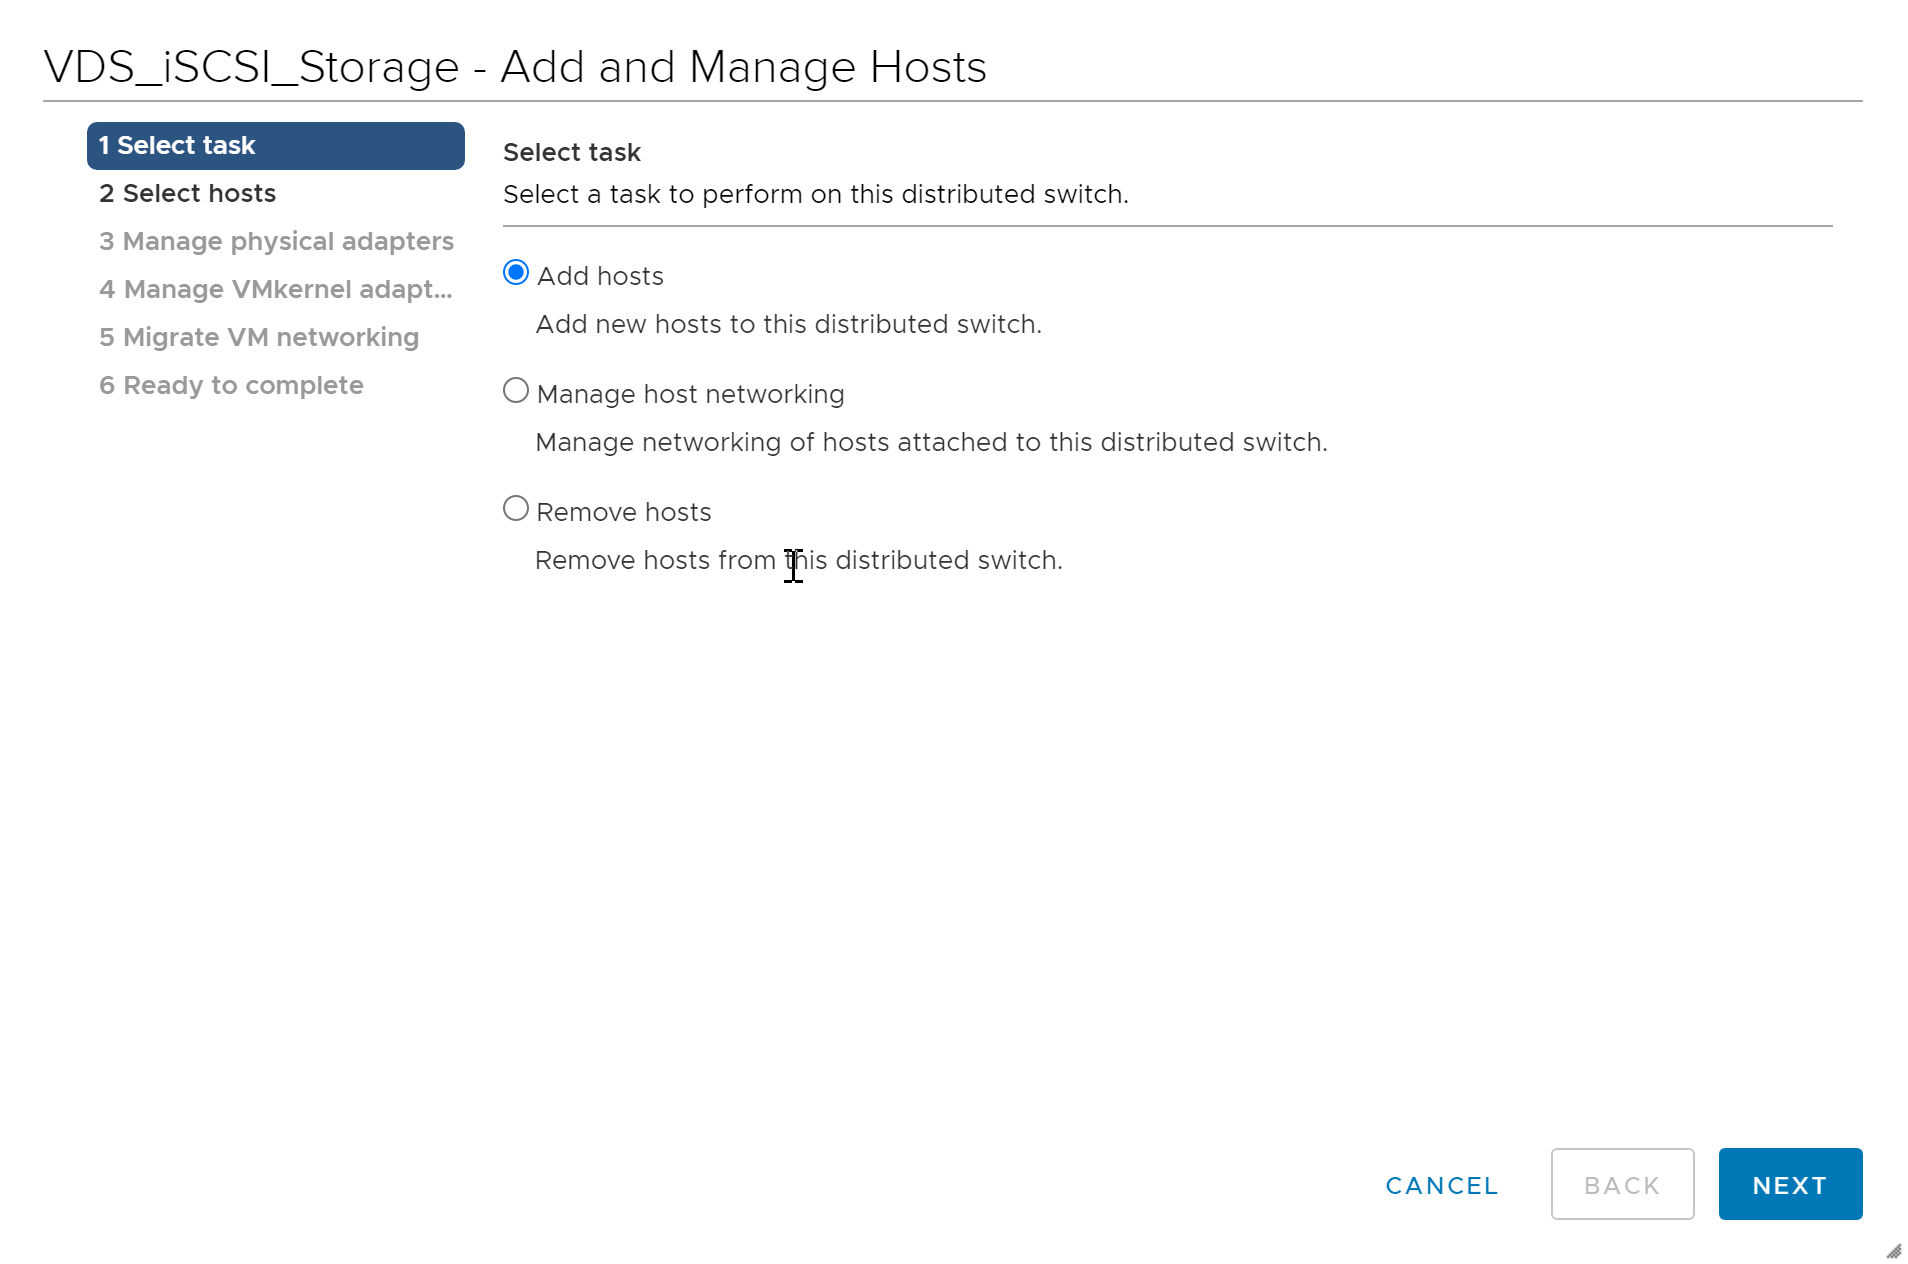 VDS_iSCSI_Storage - Add and Manage Hosts
1 Select task
2 Select hosts
3 Manage physical adapters
4 Manage VMkernel adapt...
5 Migrate VM networking
6 Ready to complete
Select task
Select a task to perform on this distributed switch.
Add hosts
Add new hosts to this distributed switch.
Manage host networking
Manage networking of hosts attached to this distributed switch.
Remove hosts
Remove hosts from this distributed switch.
CANCEL
BACK
NEXT